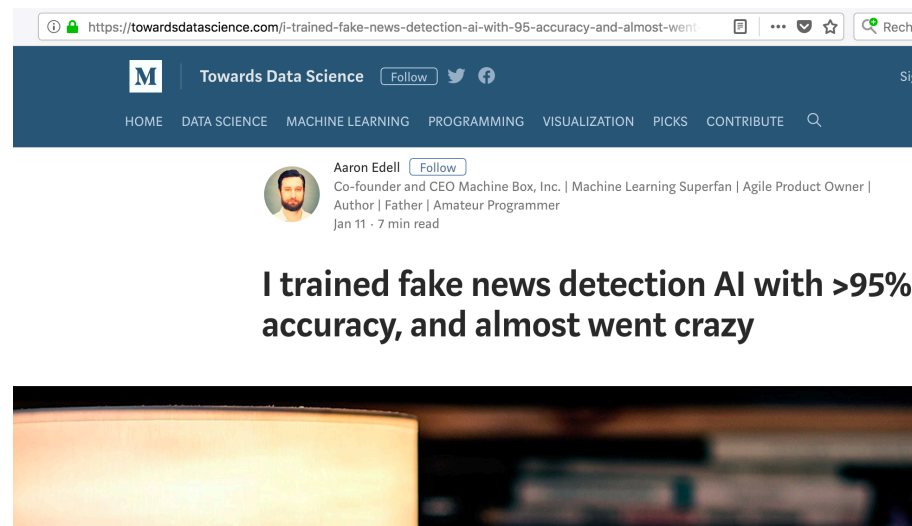 https://towardsdatascience.com/i-trained-fake-news-detection-ai-with-95-accuracy-and-almost-went-
Rech
M
Towards Data Science Follow
HOME DATA SCIENCE MACHINE LEARNING PROGRAMMING VISUALIZATION PICKS CONTRIBUTE
Aaron Edell Follow
Co-founder and CEO Machine Box, Inc. | Machine Learning Superfan | Agile Product Owner |
Author | Father | Amateur Programmer
Jan 11 · 7 min read
I trained fake news detection AI with >95%
accuracy, and almost went crazy